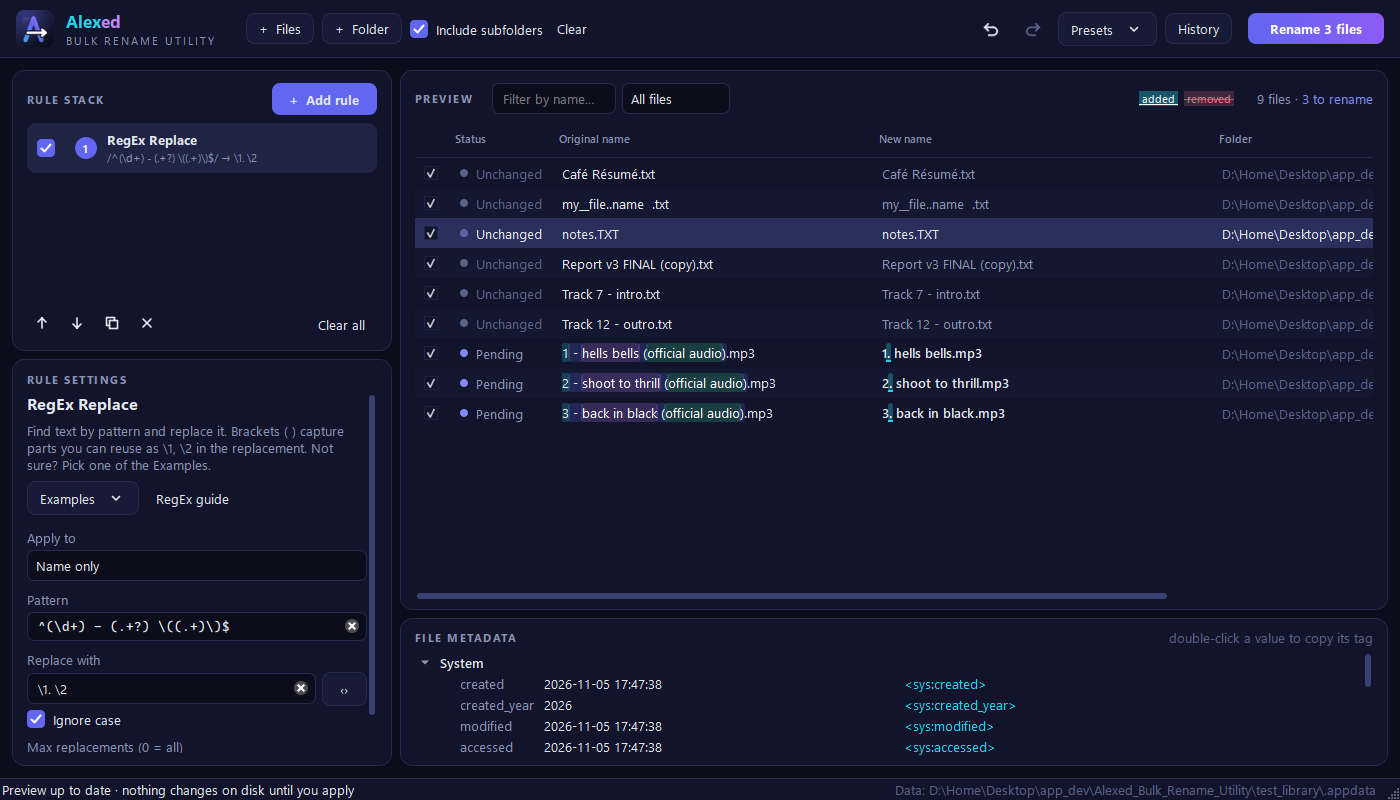 Alexed
BULK RENAME UTILITY
+ Files
+ Folder
Include subfolders
Clear
Presets
History
Rename 3 files
RULE STACK
+ Add rule
1
RegEx Replace
/^(\d+) - (.+?) \((.+)\)$/ → \1. \2
Clear all
RULE SETTINGS
RegEx Replace
Find text by pattern and replace it. Brackets ( ) capture
parts you can reuse as \1, \2 in the replacement. Not
sure? Pick one of the Examples.
Examples
RegEx guide
Apply to
Name only
Pattern
^(\d+) - (.+?) \((.+)\)$
Replace with
\1. \2
‹›
Ignore case
Max replacements (0 = all)
PREVIEW
Filter by name...
All files
added removed 9 files · 3 to rename
Status Original name New name Folder
Unchanged Café Résumé.txt Café Résumé.txt D:\Home\Desktop\app_de
Unchanged my__file..name  .txt my__file..name  .txt D:\Home\Desktop\app_de
Unchanged notes.TXT notes.TXT D:\Home\Desktop\app_de
Unchanged Report v3 FINAL (copy).txt Report v3 FINAL (copy).txt D:\Home\Desktop\app_de
Unchanged Track 7 - intro.txt Track 7 - intro.txt D:\Home\Desktop\app_de
Unchanged Track 12 - outro.txt Track 12 - outro.txt D:\Home\Desktop\app_de
Pending 1 - hells bells (official audio).mp3 1. hells bells.mp3 D:\Home\Desktop\app_de
Pending 2 - shoot to thrill (official audio).mp3 2. shoot to thrill.mp3 D:\Home\Desktop\app_de
Pending 3 - back in black (official audio).mp3 3. back in black.mp3 D:\Home\Desktop\app_de
FILE METADATA
double-click a value to copy its tag
System
created 2026-11-05 17:47:38 <sys:created>
created_year 2026 <sys:created_year>
modified 2026-11-05 17:47:38 <sys:modified>
accessed 2026-11-05 17:47:38 <sys:accessed>
Preview up to date · nothing changes on disk until you apply
Data: D:\Home\Desktop\app_dev\Alexed_Bulk_Rename_Utility\test_library\.appdata